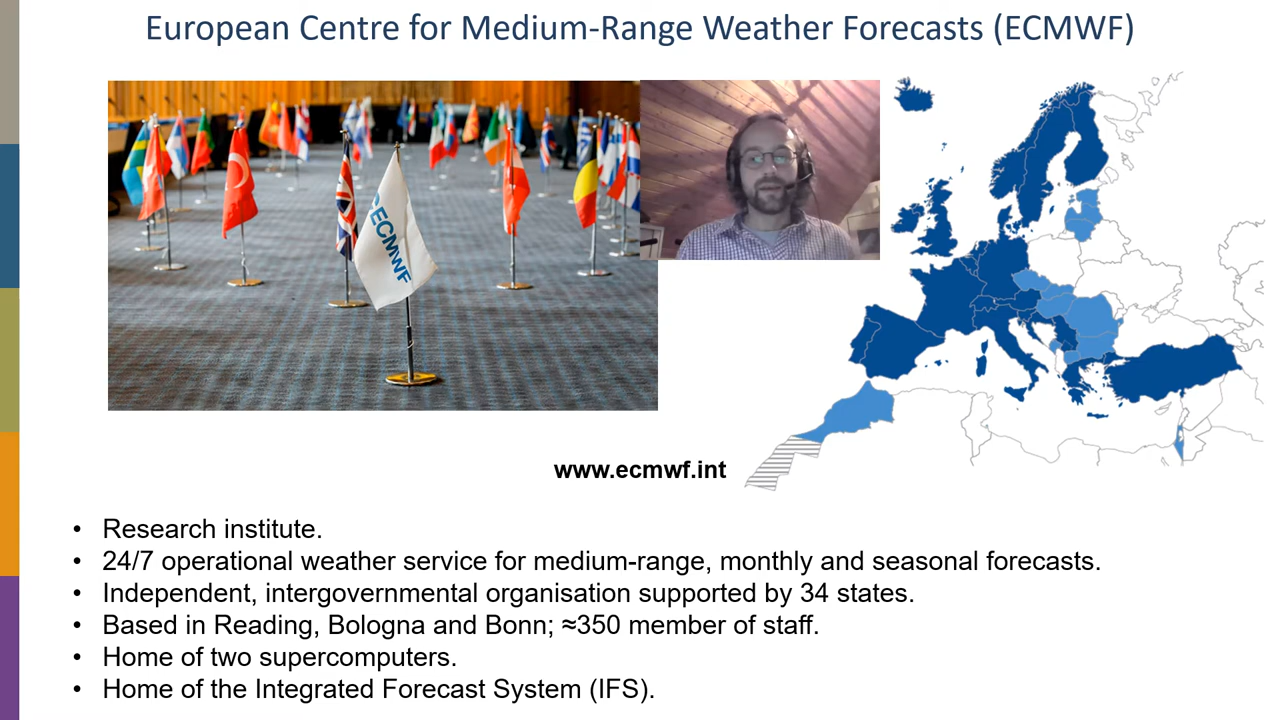 European Centre for Medium-Range Weather Forecasts (ECMWF)
ECMWF
www.ecmwf.int
• Research institute.
• 24/7 operational weather service for medium-range, monthly and seasonal forecasts.
• Independent, intergovernmental organisation supported by 34 states.
• Based in Reading, Bologna and Bonn; ≈350 member of staff.
• Home of two supercomputers.
• Home of the Integrated Forecast System (IFS).